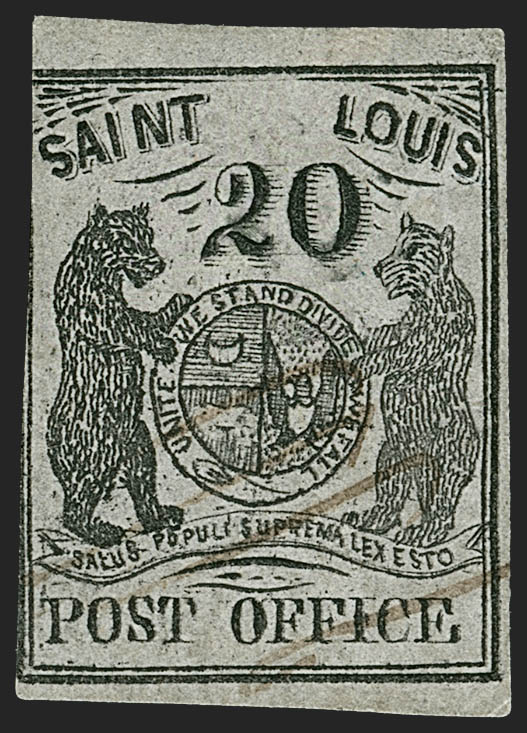 SAINT LOUIS
20
UNITED WE STAND DIVIDED WE FALL
SALUS POPULI SUPREMA LEX ESTO
POST OFFICE